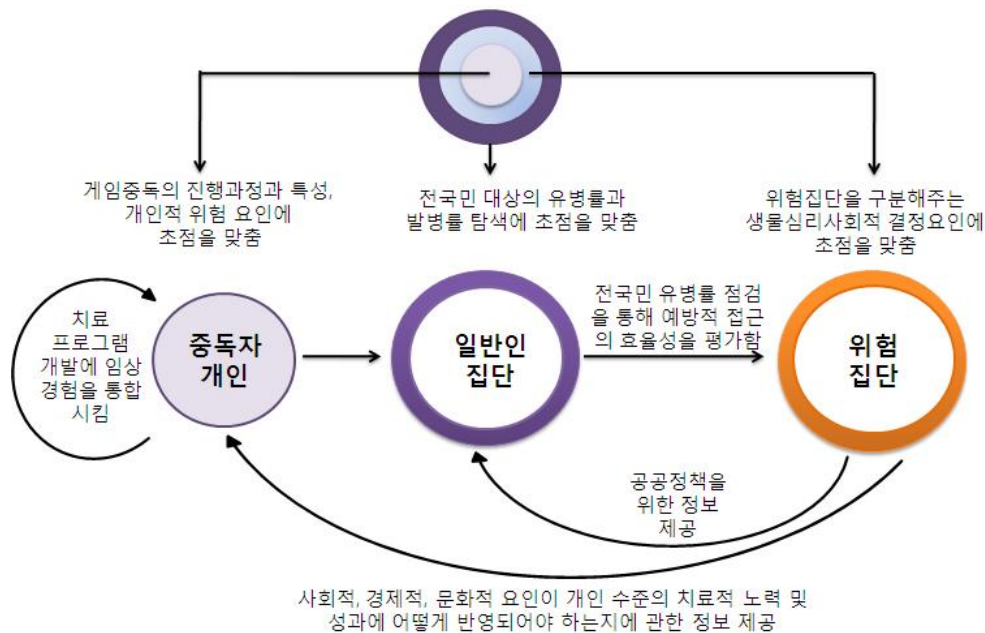 게임중독의 진행과정과 특성,
개인적 위험 요인에
초점을 맞춤
전국민 대상의 유병률과
발병률 탐색에 초점을 맞춤
위험집단을 구분해주는
생물심리사회적 결정요인에
초점을 맞춤
치료
프로그램
개발에 임상
경험을 통합
시킴
중독자
개인
일반인
집단
전국민 유병률 점검
을 통해 예방적 접근
의 효율성을 평가함
위험
집단
공공정책을
위한 정보
제공
사회적, 경제적, 문화적 요인이 개인 수준의 치료적 노력 및
성과에 어떻게 반영되어야 하는지에 관한 정보 제공